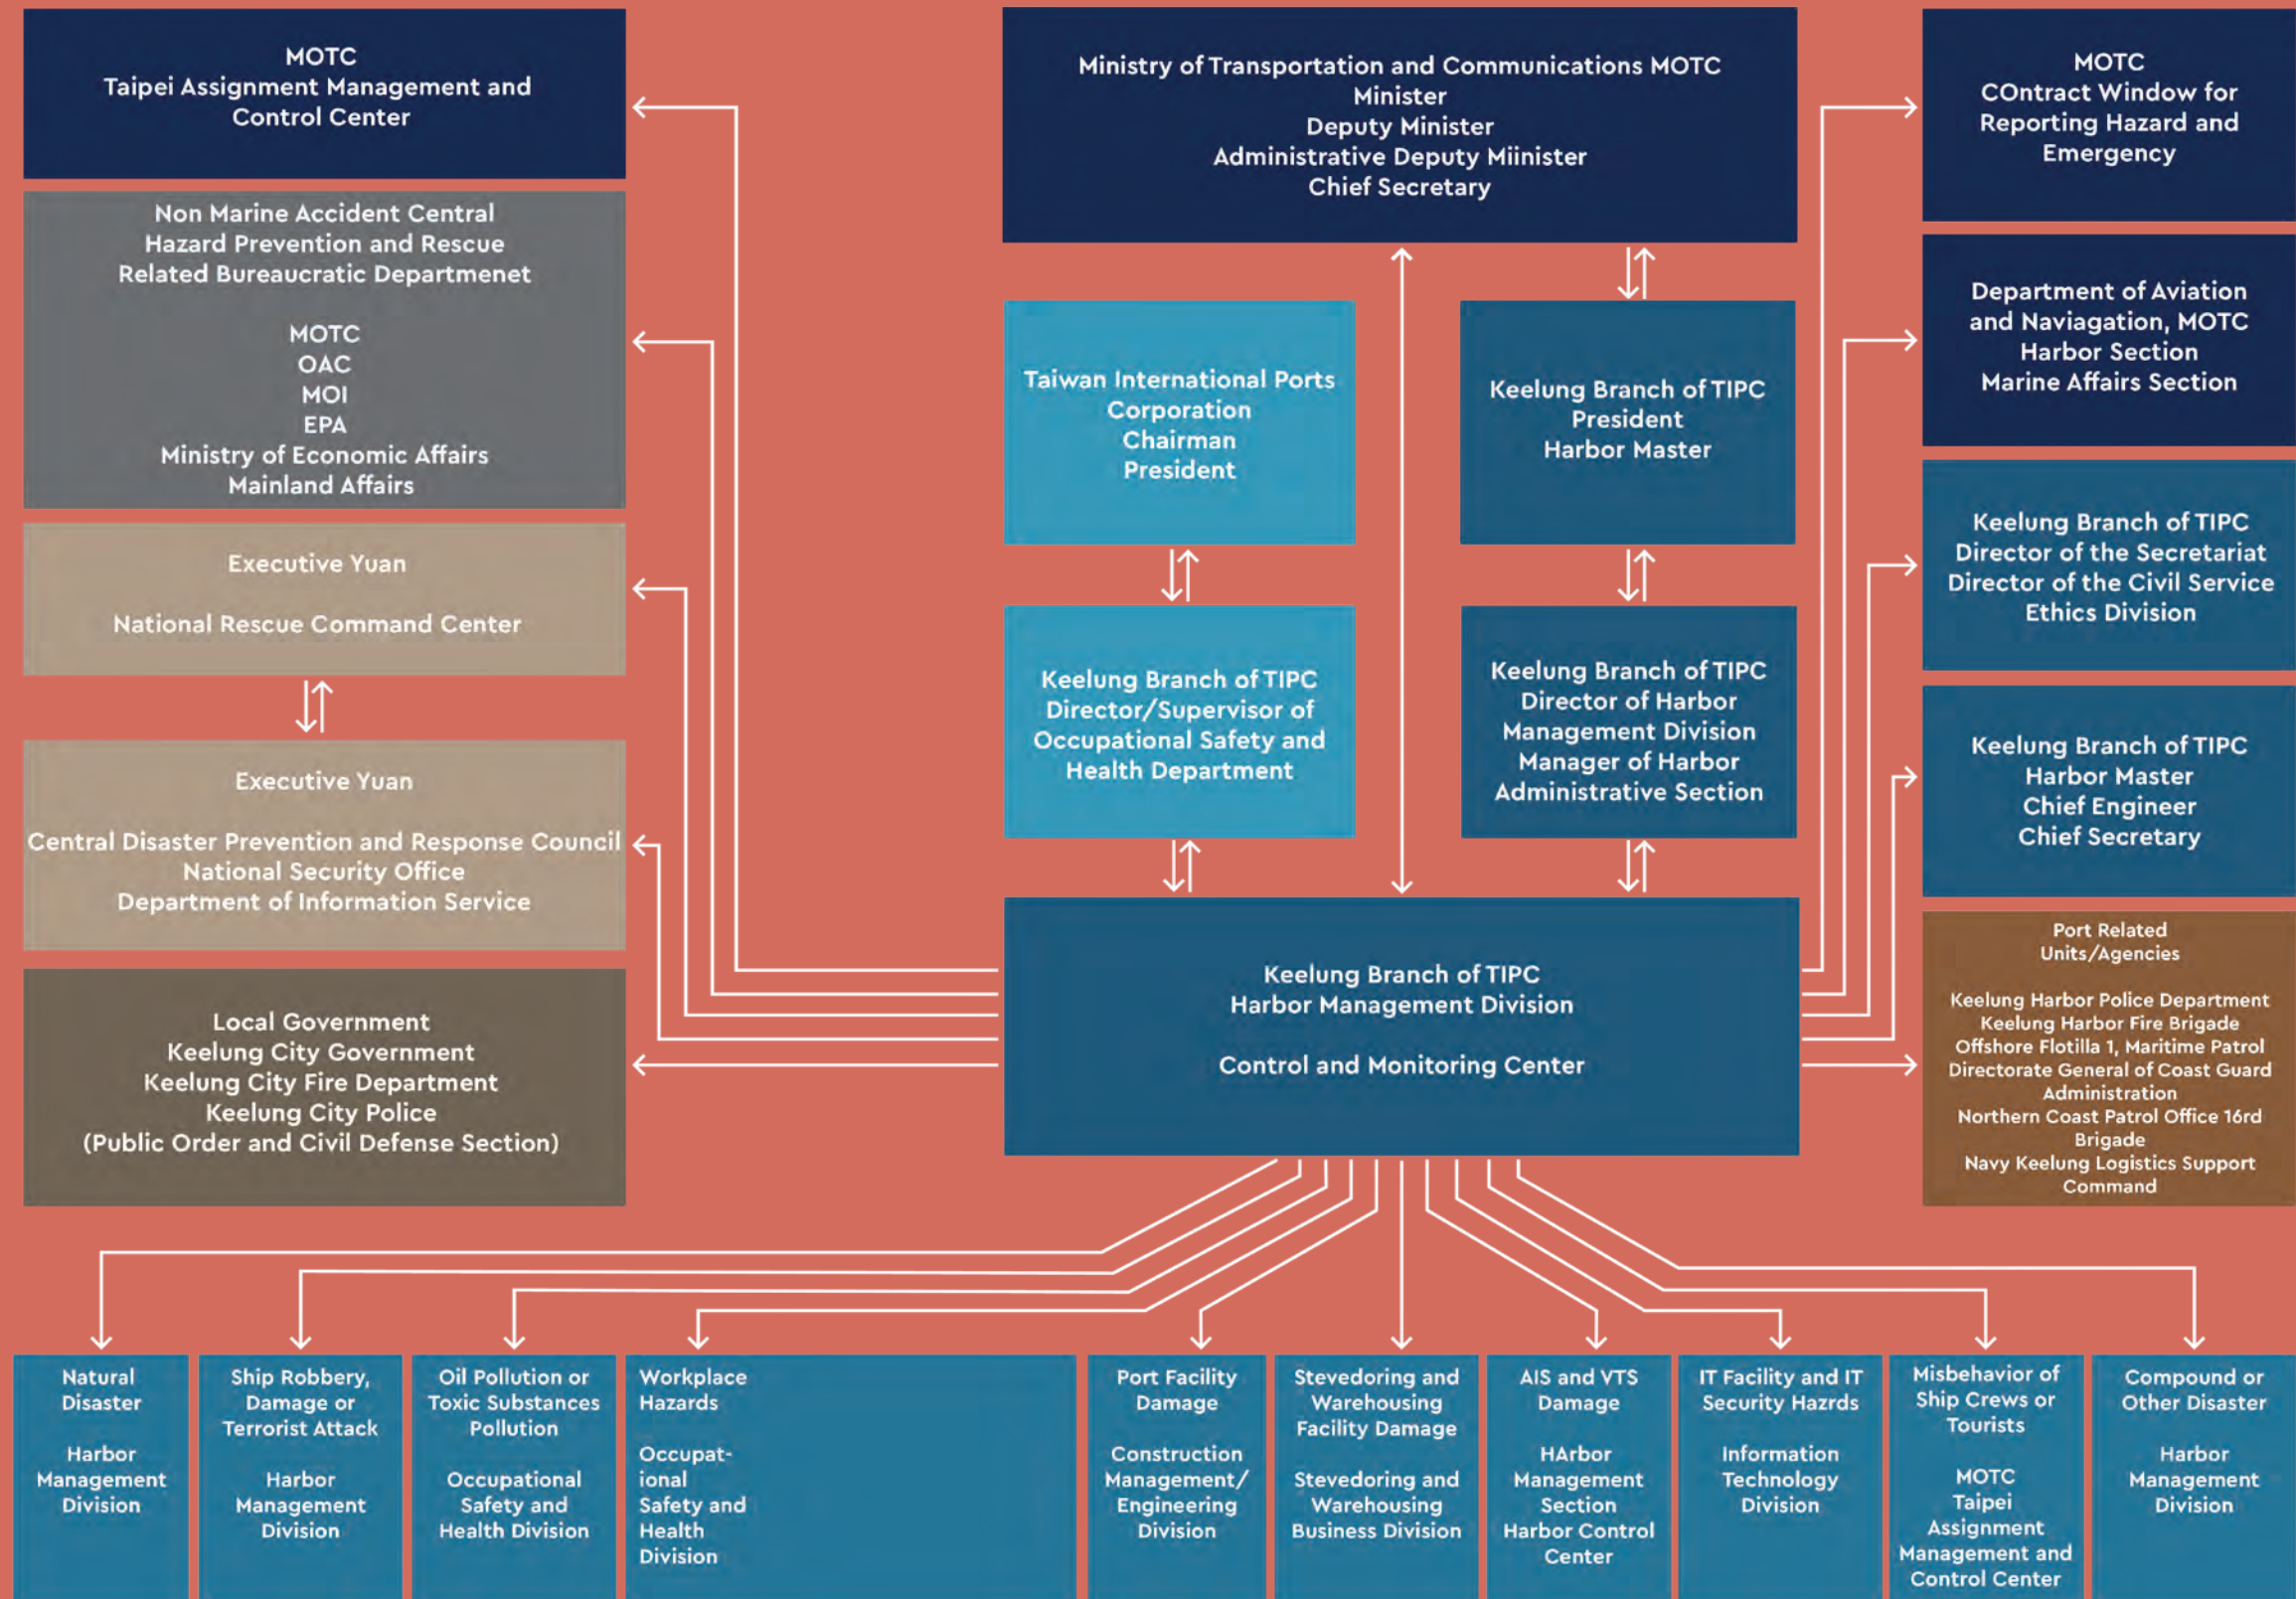 MOTC
Taipei Assignment Management and
Control Center
Non Marine Accident Central
Hazard Prevention and Rescue
Related Bureaucratic Departmenet
MOTC
OAC
MOI
EPA
Ministry of Economic Affairs
Mainland Affairs
Executive Yuan
National Rescue Command Center
Executive Yuan
Central Disaster Prevention and Response Council
National Security Office
Department of Information Service
Local Government
Keelung City Government
Keelung City Fire Department
Keelung City Police
(Public Order and Civil Defense Section)
Ministry of Transportation and Communications MOTC
Minister
Deputy Minister
Administrative Deputy Miinister
Chief Secretary
Taiwan International Ports
Corporation
Chairman
President
Keelung Branch of TIPC
President
Harbor Master
Keelung Branch of TIPC
Director/Supervisor of
Occupational Safety and
Health Department
Keelung Branch of TIPC
Director of Harbor
Management Division
Manager of Harbor
Administrative Section
Keelung Branch of TIPC
Harbor Management Division
Control and Monitoring Center
MOTC
COntract Window for
Reporting Hazard and
Emergency
Department of Aviation
and Naviagation, MOTC
Harbor Section
Marine Affairs Section
Keelung Branch of TIPC
Director of the Secretariat
Director of the Civil Service
Ethics Division
Keelung Branch of TIPC
Harbor Master
Chief Engineer
Chief Secretary
Port Related
Units/Agencies
Keelung Harbor Police Department
Keelung Harbor Fire Brigade
Offshore Flotilla 1, Maritime Patrol
Directorate General of Coast Guard
Administration
Northern Coast Patrol Office 16rd
Brigade
Navy Keelung Logistics Support
Command
Natural
Disaster
Harbor
Management
Division
Ship Robbery,
Damage or
Terrorist Attack
Harbor
Management
Division
Oil Pollution or
Toxic Substances
Pollution
Occupational
Safety and
Health Division
Workplace
Hazards
Occupat-
ional
Safety and
Health
Division
Port Facility
Damage
Construction
Management/
Engineering
Division
Stevedoring and
Warehousing
Facility Damage
Stevedoring and
Warehousing
Business Division
AIS and VTS
Damage
HArbor
Management
Section
Harbor Control
Center
IT Facility and IT
Security Hazrds
Information
Technology
Division
Misbehavior of
Ship Crews or
Tourists
MOTC
Taipei
Assignment
Management and
Control Center
Compound or
Other Disaster
Harbor
Management
Division